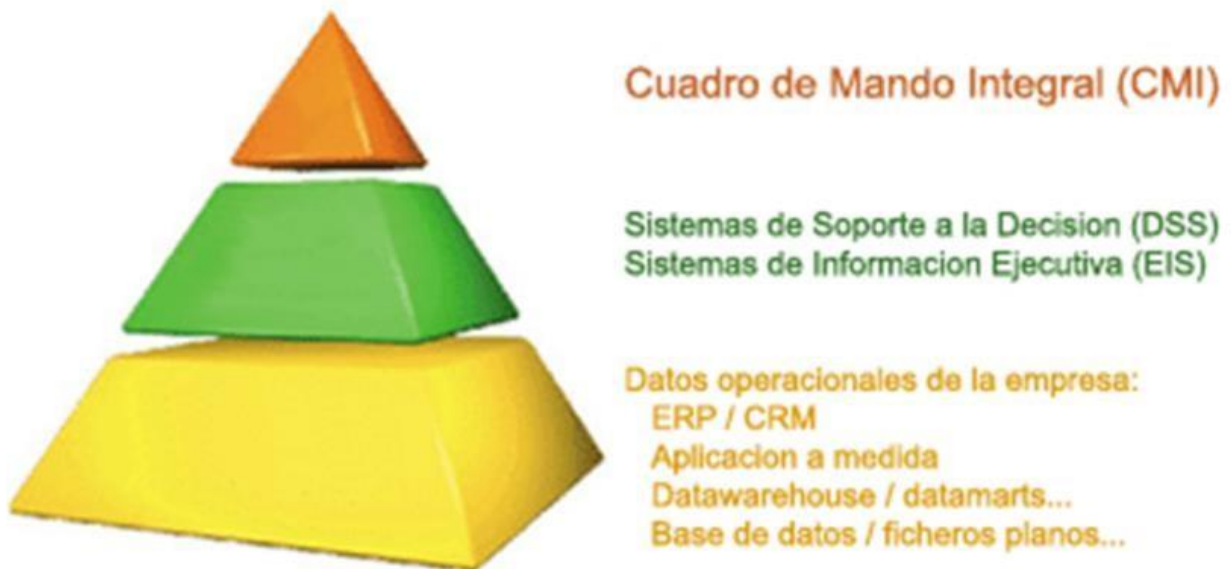 Cuadro de Mando Integral (CMI)
Sistemas de Soporte a la Decision (DSS)
Sistemas de Informacion Ejecutiva (EIS)
Datos operacionales de la empresa:
ERP / CRM
Aplicacion a medida
Datawarehouse / datamarts...
Base de datos / ficheros planos...